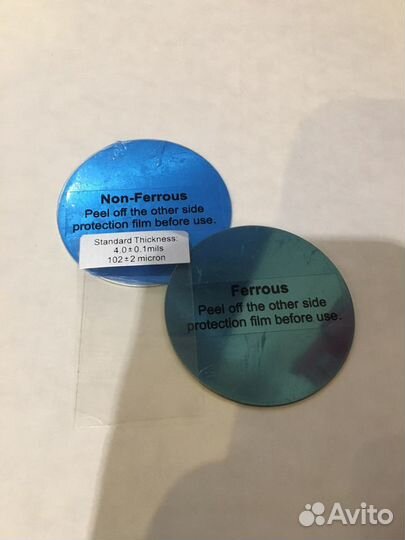 Non-Ferrous
Peel off the other side
protection film before use.
Standard Thickness:
4.0±0.1mils
102±2 micron
Ferrous
Peel off the other side
protection film before use.
Avito